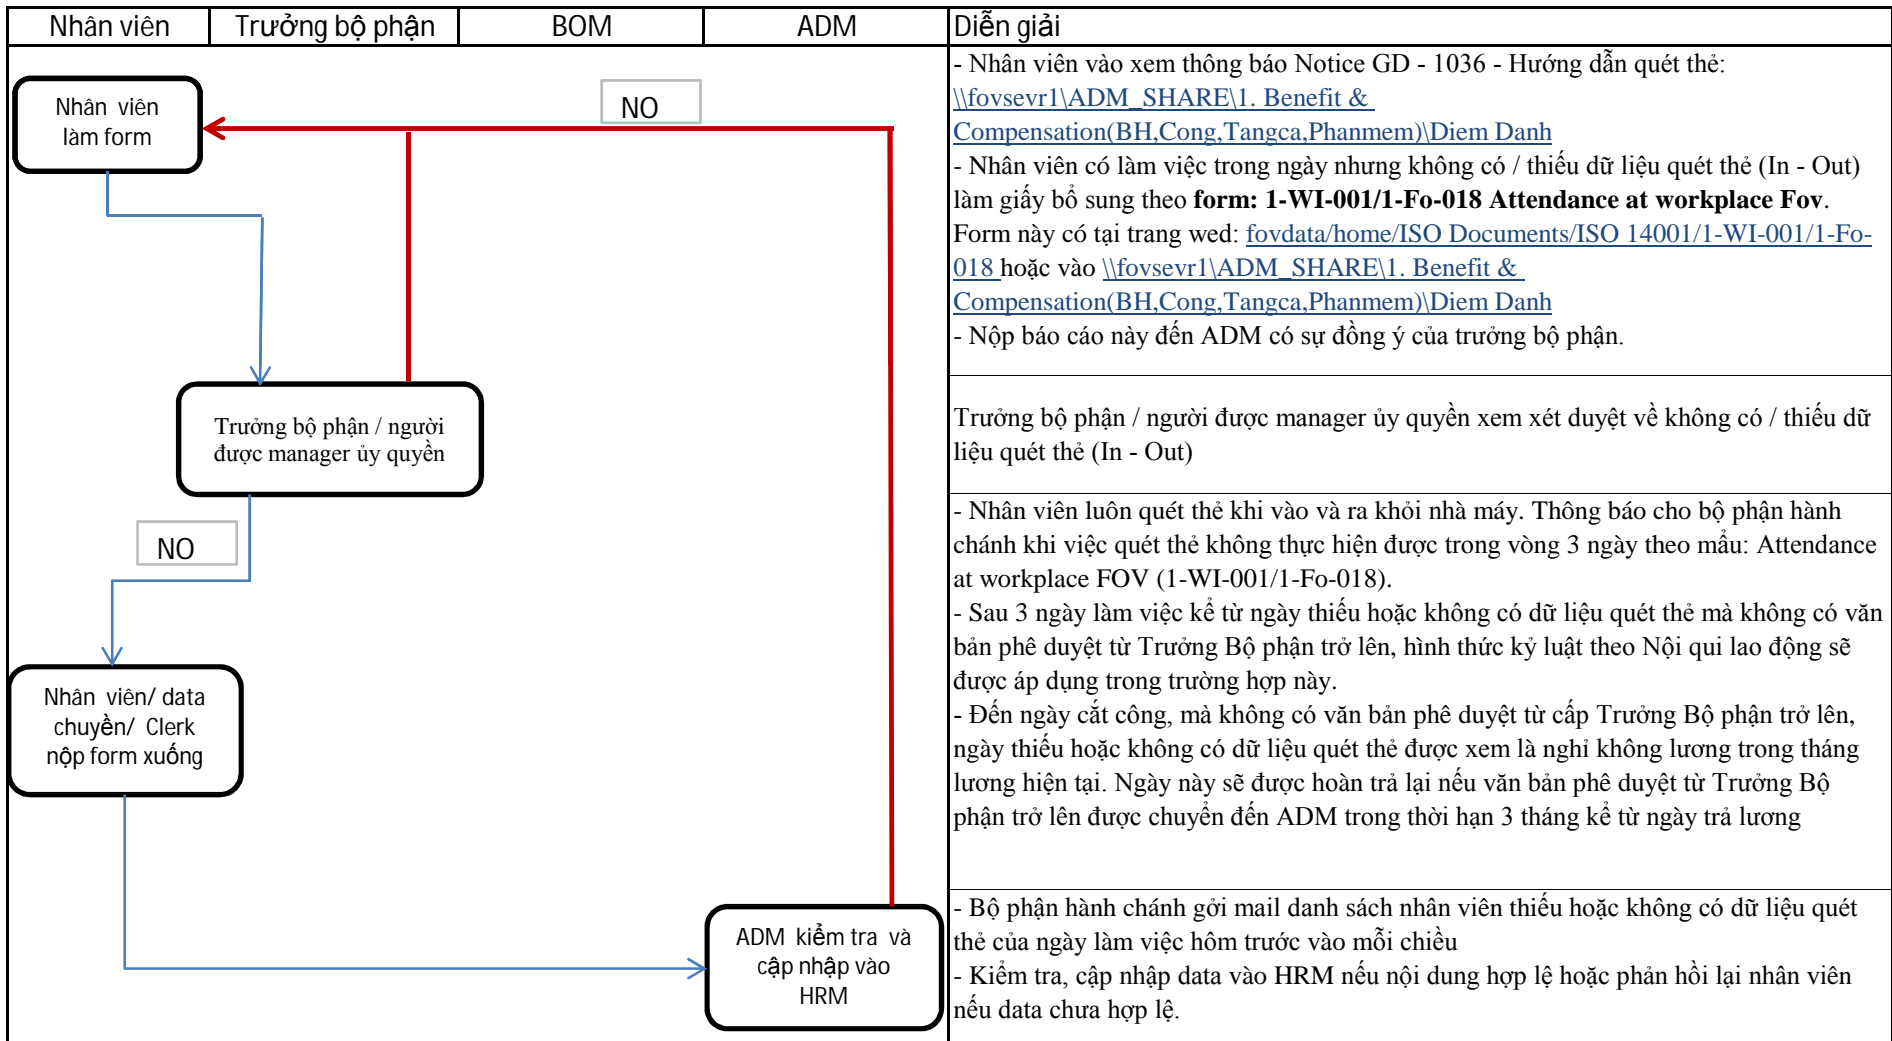 Nhân viên
Trưởng bộ phận
BOM
ADM
Diễn giải
Nhân viên
làm form
NO
- Nhân viên vào xem thông báo Notice GD - 1036 - Hướng dẫn quét thẻ:
\\fovsevr1\ADM_SHARE\1. Benefit &
Compensation(BH,Cong,Tangca,Phanmem)\Diem Danh
- Nhân viên có làm việc trong ngày nhưng không có / thiếu dữ liệu quét thẻ (In - Out)
làm giấy bổ sung theo form: 1-WI-001/1-Fo-018 Attendance at workplace Fov.
Form này có tại trang wed: fovdata/home/ISO Documents/ISO 14001/1-WI-001/1-Fo-
018 hoặc vào \\fovsevr1\ADM_SHARE\1. Benefit &
Compensation(BH,Cong,Tangca,Phanmem)\Diem Danh
- Nộp báo cáo này đến ADM có sự đồng ý của trưởng bộ phận.
Trưởng bộ phận / người
được manager ủy quyền
Trưởng bộ phận / người được manager ủy quyền xem xét duyệt về không có / thiếu dữ
liệu quét thẻ (In - Out)
NO
- Nhân viên luôn quét thẻ khi vào và ra khỏi nhà máy. Thông báo cho bộ phận hành
chánh khi việc quét thẻ không thực hiện được trong vòng 3 ngày theo mẩu: Attendance
at workplace FOV (1-WI-001/1-Fo-018).
- Sau 3 ngày làm việc kể từ ngày thiếu hoặc không có dữ liệu quét thẻ mà không có văn
bản phê duyệt từ Trưởng Bộ phận trở lên, hình thức kỷ luật theo Nội qui lao động sẽ
được áp dụng trong trường hợp này.
- Đến ngày cắt công, mà không có văn bản phê duyệt từ cấp Trưởng Bộ phận trở lên,
ngày thiếu hoặc không có dữ liệu quét thẻ được xem là nghỉ không lương trong tháng
lương hiện tại. Ngày này sẽ được hoàn trả lại nếu văn bản phê duyệt từ Trưởng Bộ
phận trở lên được chuyển đến ADM trong thời hạn 3 tháng kể từ ngày trả lương
Nhân viên/ data
chuyền/ Clerk
nộp form xuống
ADM kiểm tra và
cập nhập vào
HRM
- Bộ phận hành chánh gởi mail danh sách nhân viên thiếu hoặc không có dữ liệu quét
thẻ của ngày làm việc hôm trước vào mỗi chiều
- Kiểm tra, cập nhập data vào HRM nếu nội dung hợp lệ hoặc phản hồi lại nhân viên
nếu data chưa hợp lệ.